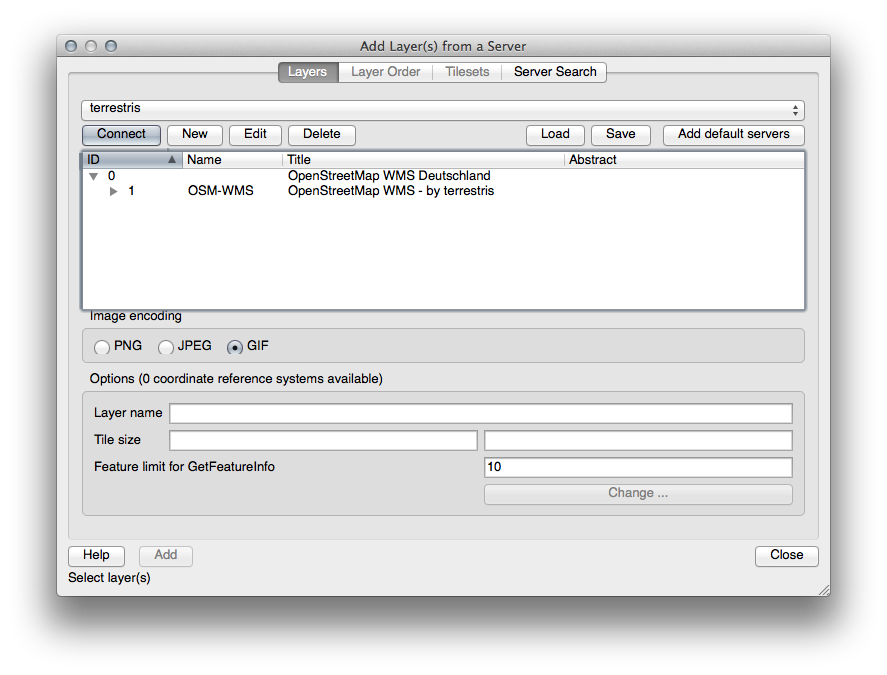 Add Layer(s) from a Server
Layers Layer Order Tilesets Server Search
terrestris
Connect New Edit Delete Load Save Add default servers
ID Name Title Abstract
0 OpenStreetMap WMS Deutschland
1 OSM-WMS OpenStreetMap WMS - by terrestris
Image encoding
PNG JPEG GIF
Options (0 coordinate reference systems available)
Layer name
Tile size
Feature limit for GetFeatureInfo 10
Change ...
Help Add Close
Select layer(s)